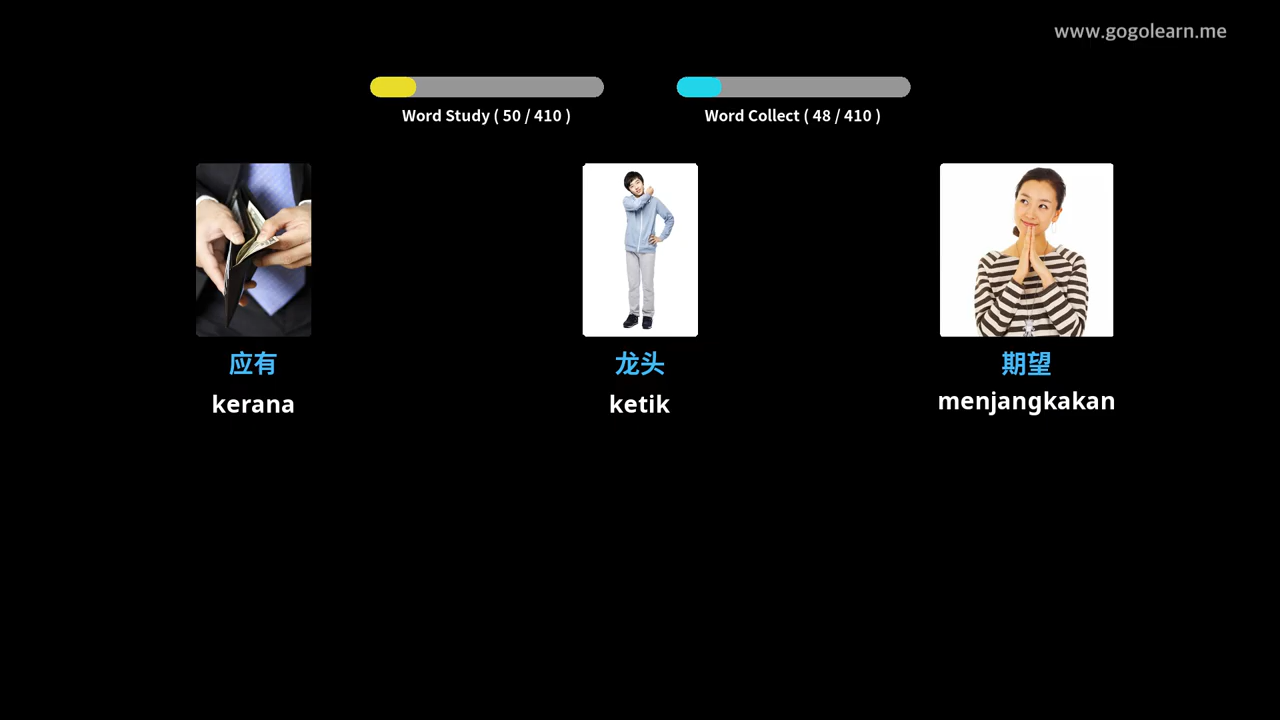 www.gogolearn.me
Word Study ( 50 / 410 )
Word Collect ( 48 / 410 )
应有
龙头
期望
kerana
ketik
menjangkakan